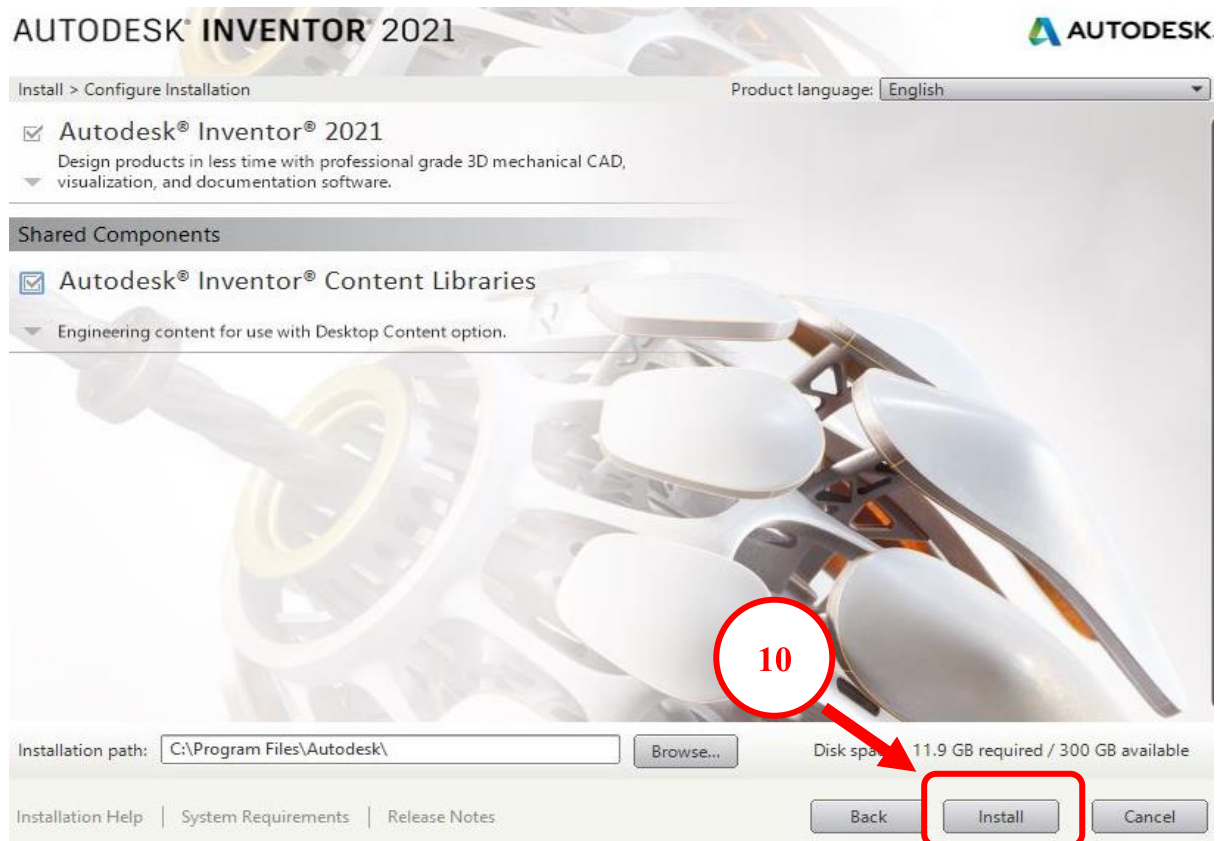 AUTODESK® INVENTOR® 2021
AUTODESK.
Install > Configure Installation
Product language: English
Autodesk® Inventor® 2021
Design products in less time with professional grade 3D mechanical CAD,
visualization, and documentation software.
Shared Components
Autodesk® Inventor® Content Libraries
Engineering content for use with Desktop Content option.
10
Installation path: C:\Program Files\Autodesk\ Browse... Disk spa 11.9 GB required / 300 GB available
Installation Help | System Requirements | Release Notes
Back Install Cancel